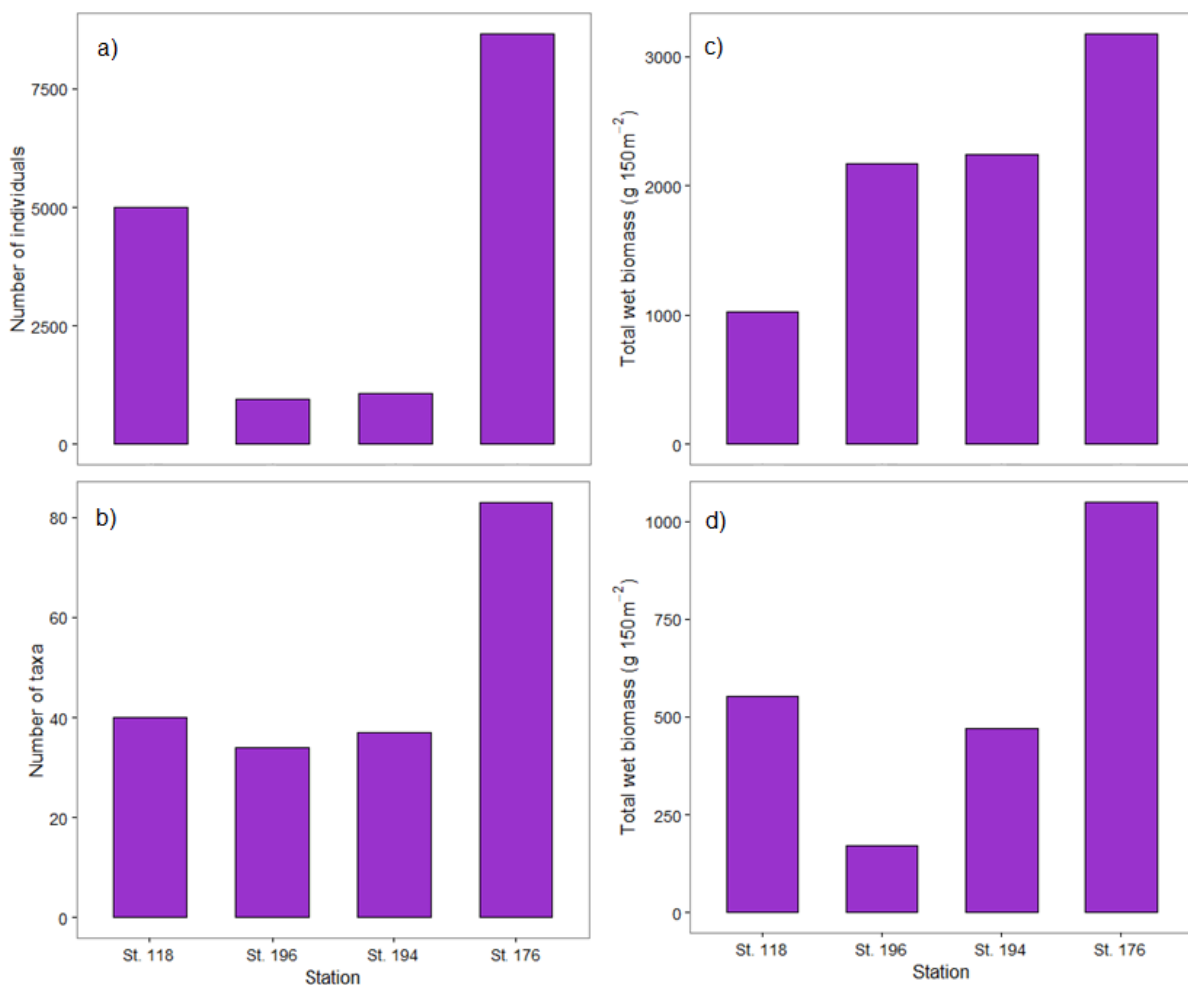 a)
Number of individuals
7500
5000
2500
0
b)
Number of taxa
80
60
40
20
0
St. 118 St. 196 St. 194 St. 176
Station
c)
Total wet biomass (g 150m⁻²)
3000
2000
1000
0
d)
Total wet biomass (g 150m⁻²)
1000
750
500
250
0
St. 118 St. 196 St. 194 St. 176
Station